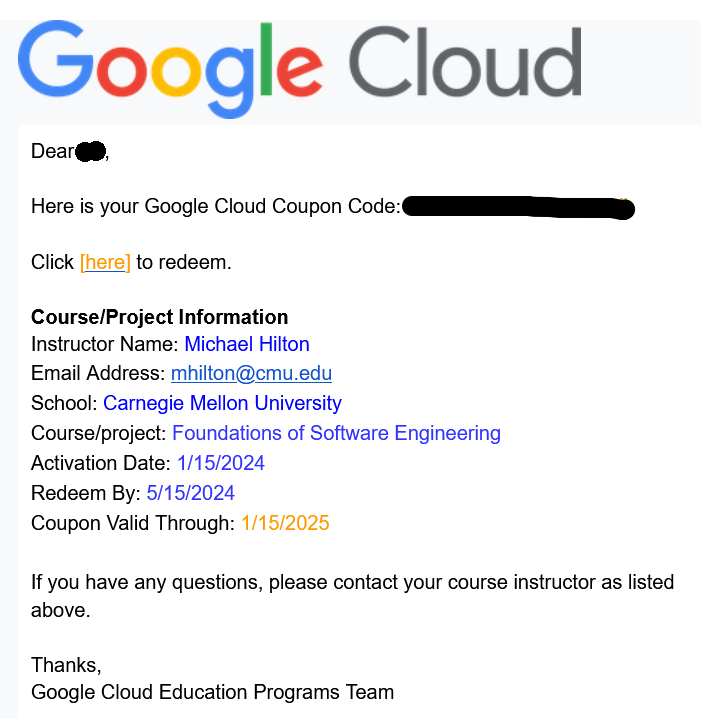 Google Cloud
Dear ,
Here is your Google Cloud Coupon Code:
Click [here] to redeem.
Course/Project Information
Instructor Name: Michael Hilton
Email Address: mhilton@cmu.edu
School: Carnegie Mellon University
Course/project: Foundations of Software Engineering
Activation Date: 1/15/2024
Redeem By: 5/15/2024
Coupon Valid Through: 1/15/2025
If you have any questions, please contact your course instructor as listed
above.
Thanks,
Google Cloud Education Programs Team